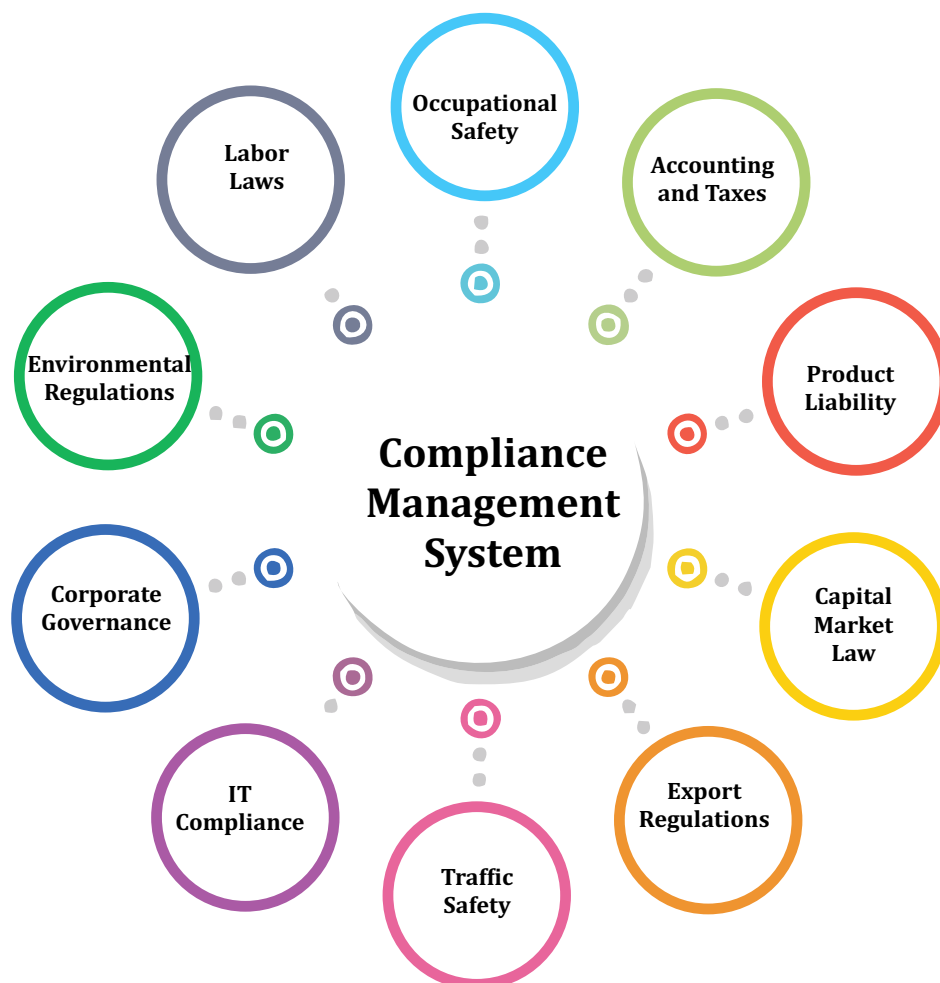 Occupational
Safety
Labor
Laws
Accounting
and Taxes
Environmental
Regulations
Product
Liability
Compliance
Management
System
Corporate
Governance
Capital
Market
Law
IT
Compliance
Export
Regulations
Traffic
Safety